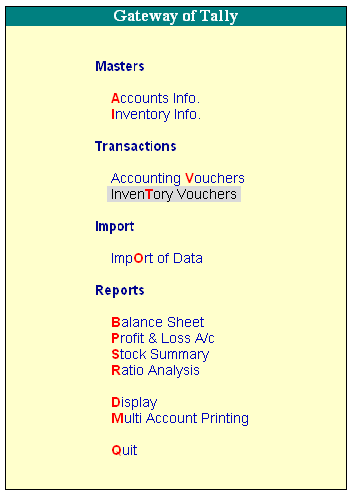 Gateway of Tally
Masters
Accounts Info.
Inventory Info.
Transactions
Accounting Vouchers
InvenTory Vouchers
Import
ImpOrt of Data
Reports
Balance Sheet
Profit & Loss A/c
Stock Summary
Ratio Analysis
Display
Multi Account Printing
Quit